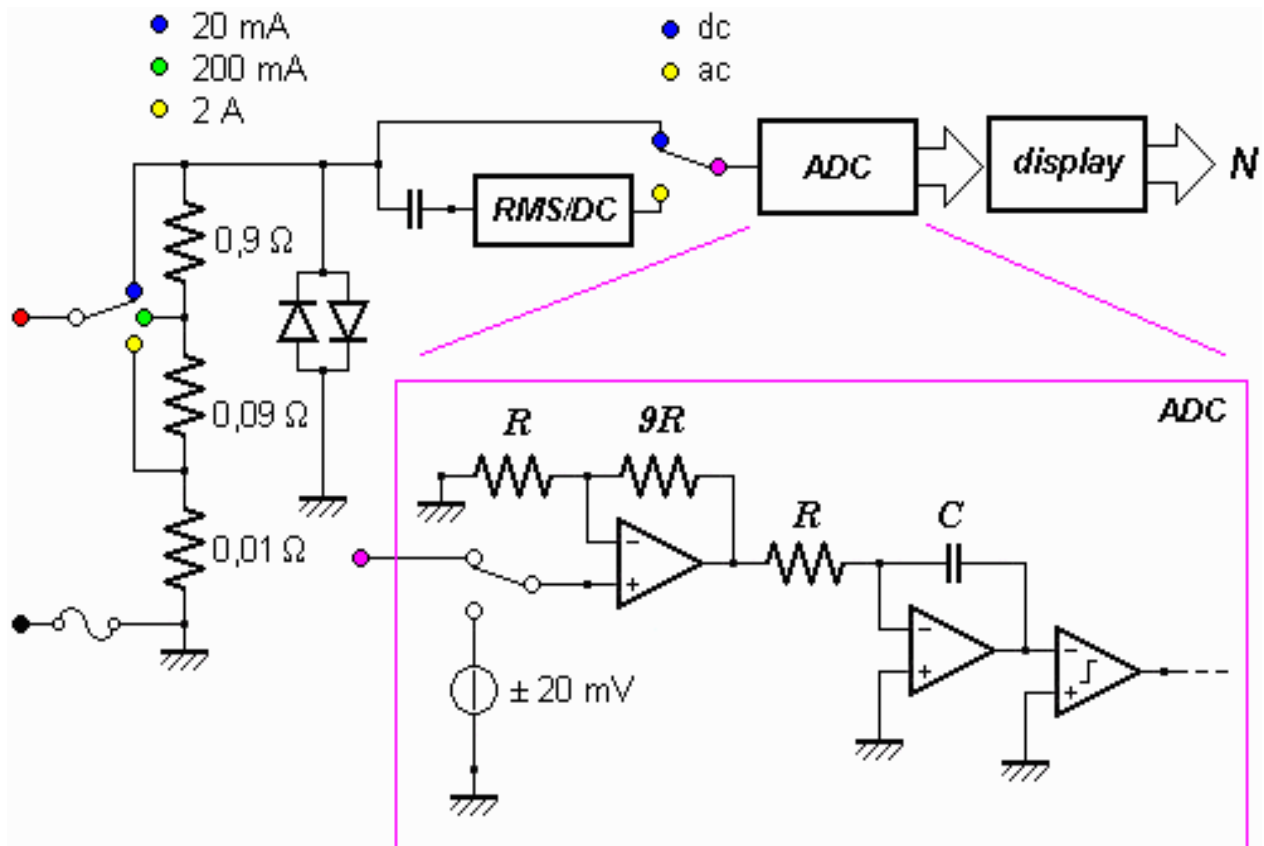 20 mA
200 mA
2 A
dc
ac
ADC
display
N
RMS/DC
0,9 Ω
0,09 Ω
0,01 Ω
ADC
R
9R
R
C
−
+
−
+
−
+
± 20 mV